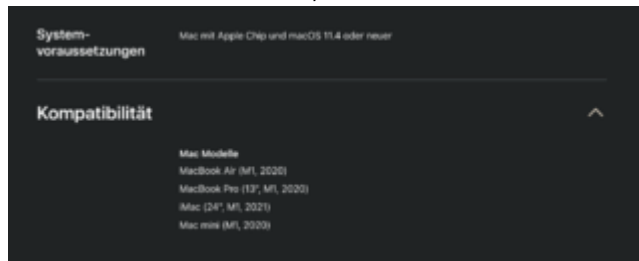 System-
voraussetzungen
Mac mit Apple Chip und macOS 11.4 oder neuer
Kompatibilität
Mac Modelle
MacBook Air (M1, 2020)
MacBook Pro (13", M1, 2020)
iMac (24", M1, 2021)
Mac mini (M1, 2020)